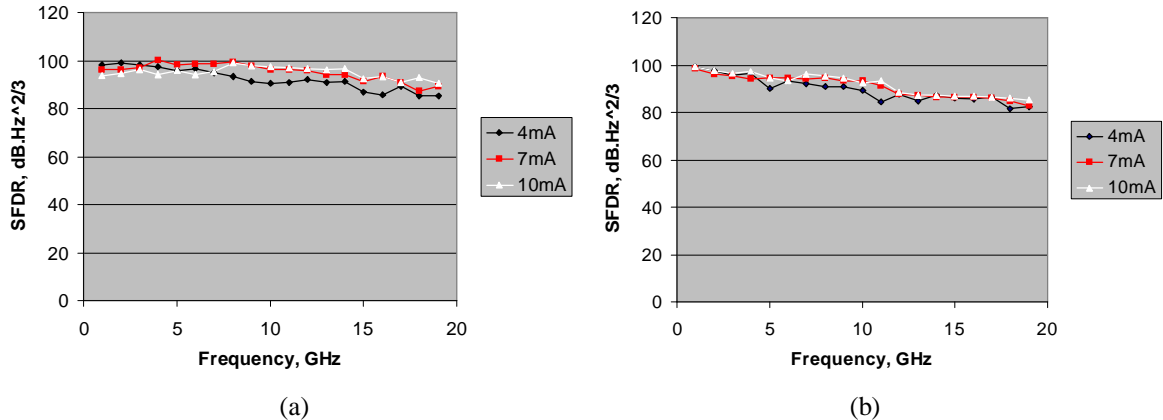 SFDR, dB.Hz^2/3
120
100
80
60
40
20
0
0 5 10 15 20
Frequency, GHz
4mA
7mA
10mA
(a)
SFDR, dB.Hz^2/3
120
100
80
60
40
20
0
0 5 10 15 20
Frequency, GHz
4mA
7mA
10mA
(b)